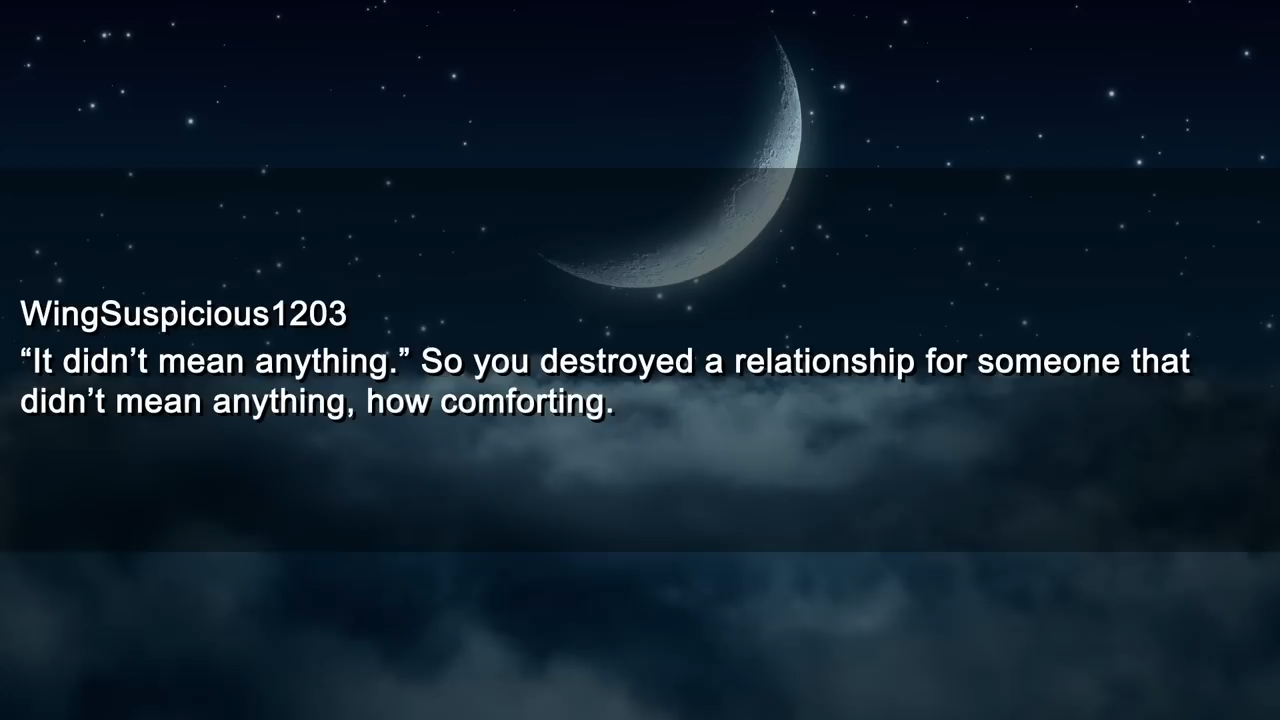 WingSuspicious1203
“It didn’t mean anything.” So you destroyed a relationship for someone that
didn’t mean anything, how comforting.